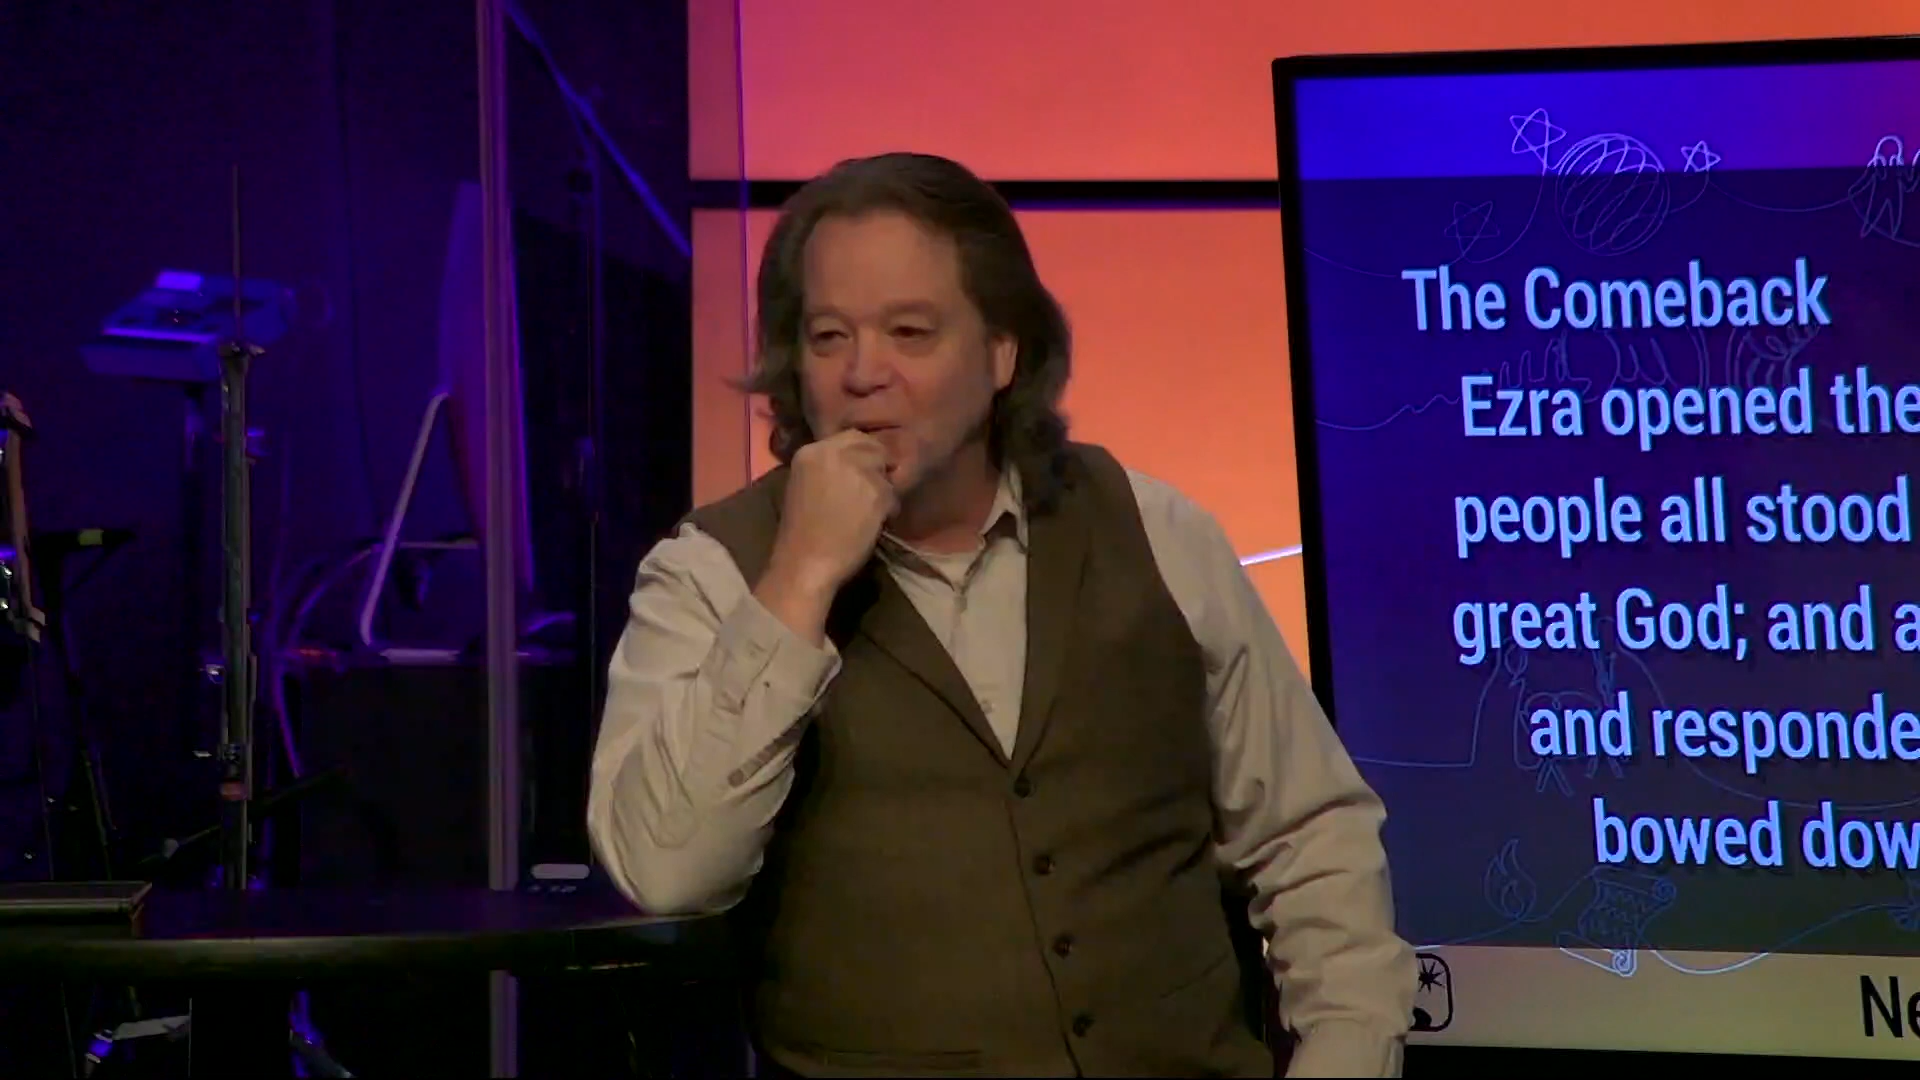 The Comeback
Ezra opened the
people all stood
great God; and a
and responde
bowed dow
Ne